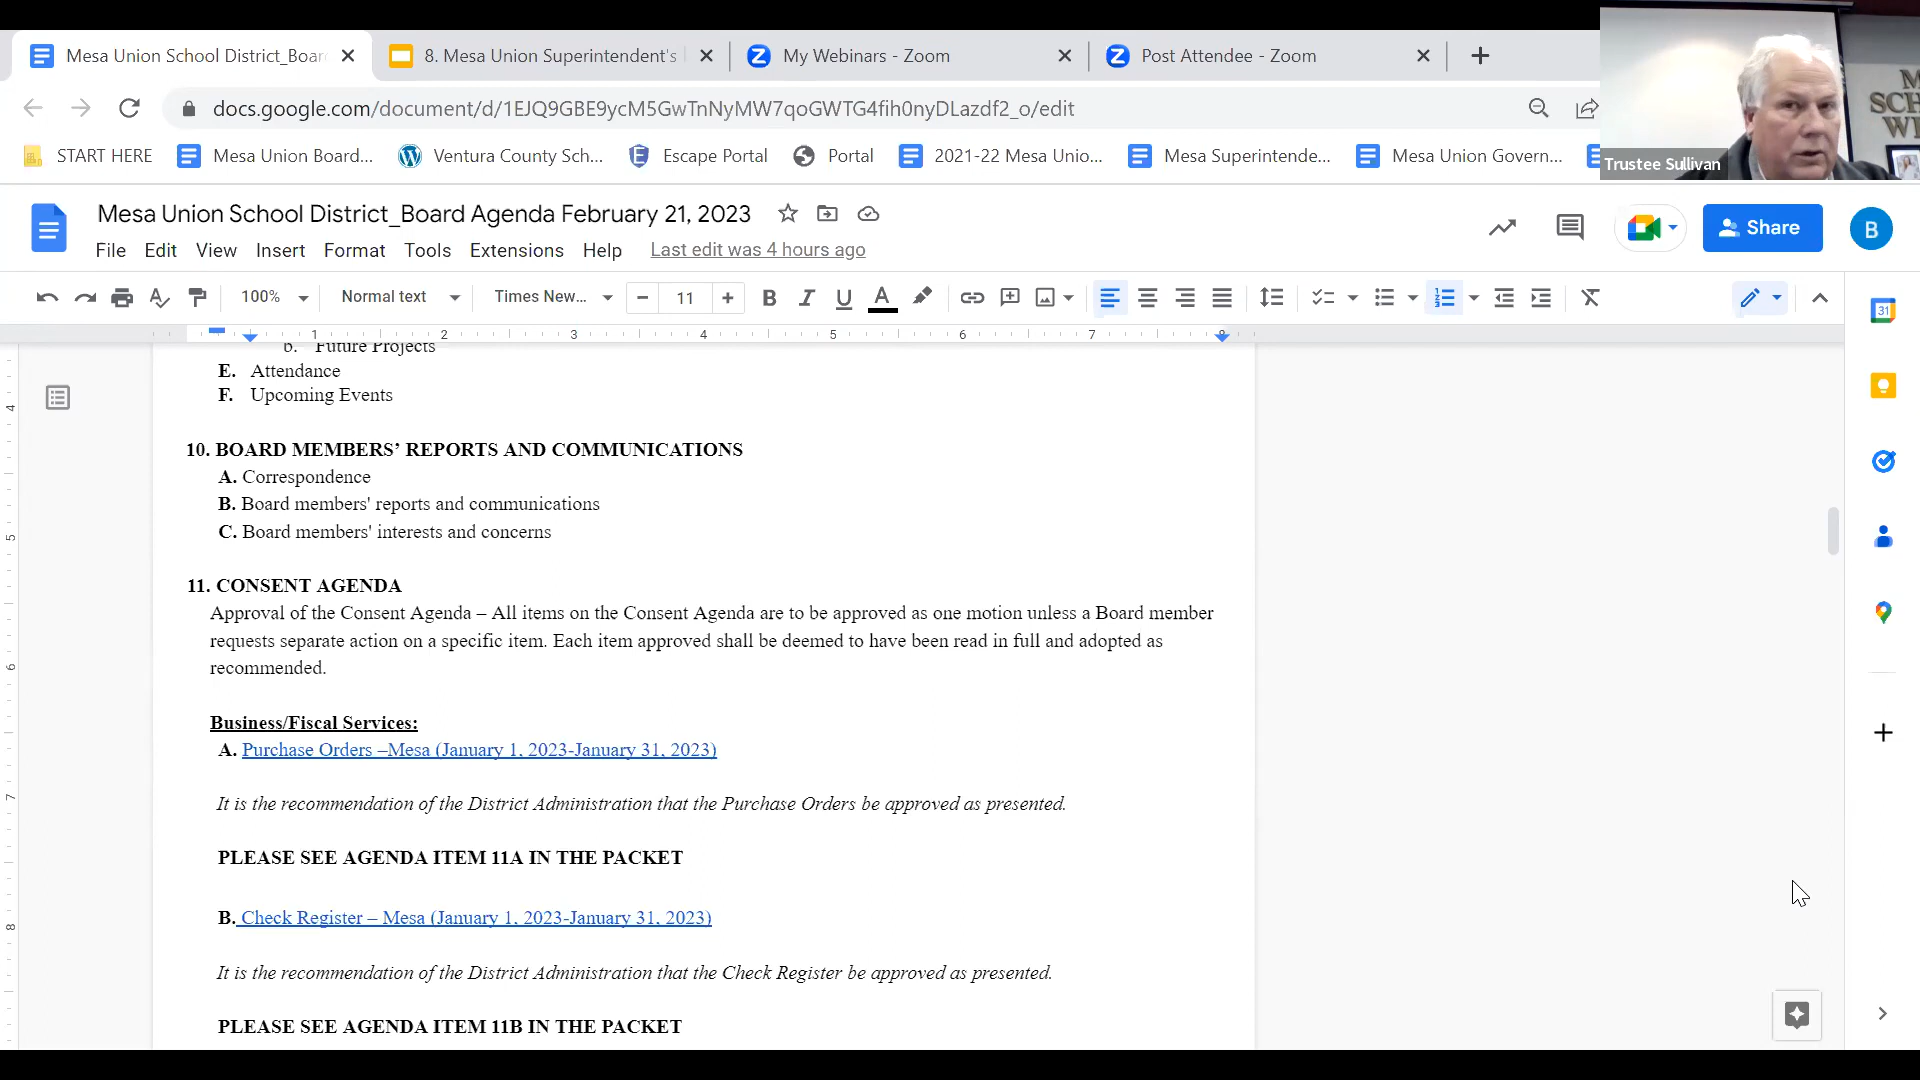 Mesa Union School District_Boar
8. Mesa Union Superintendent's
My Webinars - Zoom
Post Attendee - Zoom
docs.google.com/document/d/1EJQ9GBE9ycM5GwTnNyMW7qoGWTG4fih0nyDLazdf2_o/edit
START HERE
Mesa Union Board...
Ventura County Sch...
Escape Portal
Portal
2021-22 Mesa Unio...
Mesa Superintende...
Mesa Union Govern...
Trustee Sullivan
Mesa Union School District_Board Agenda February 21, 2023
File Edit View Insert Format Tools Extensions Help Last edit was 4 hours ago
Share
B
100% Normal text Times New... 11
1 2 3 4 5 6 7 8
b. Future Projects
E. Attendance
F. Upcoming Events
10. BOARD MEMBERS’ REPORTS AND COMMUNICATIONS
A. Correspondence
B. Board members' reports and communications
C. Board members' interests and concerns
11. CONSENT AGENDA
Approval of the Consent Agenda – All items on the Consent Agenda are to be approved as one motion unless a Board member
requests separate action on a specific item. Each item approved shall be deemed to have been read in full and adopted as
recommended.
Business/Fiscal Services:
A. Purchase Orders –Mesa (January 1, 2023-January 31, 2023)
It is the recommendation of the District Administration that the Purchase Orders be approved as presented.
PLEASE SEE AGENDA ITEM 11A IN THE PACKET
B. Check Register – Mesa (January 1, 2023-January 31, 2023)
It is the recommendation of the District Administration that the Check Register be approved as presented.
PLEASE SEE AGENDA ITEM 11B IN THE PACKET